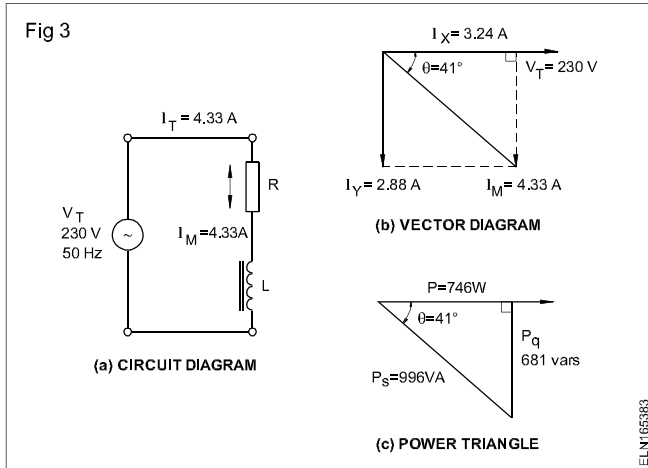 Fig 3
I_T = 4.33 A
R
I_M=4.33A
V_T
230 V
50 Hz
~
L
(a) CIRCUIT DIAGRAM
I_X= 3.24 A
θ=41°
V_T= 230 V
I_Y=2.88 A
I_M= 4.33 A
(b) VECTOR DIAGRAM
P=746W
θ=41°
P_q
681 vars
P_s=996VA
(c) POWER TRIANGLE
ELN165383